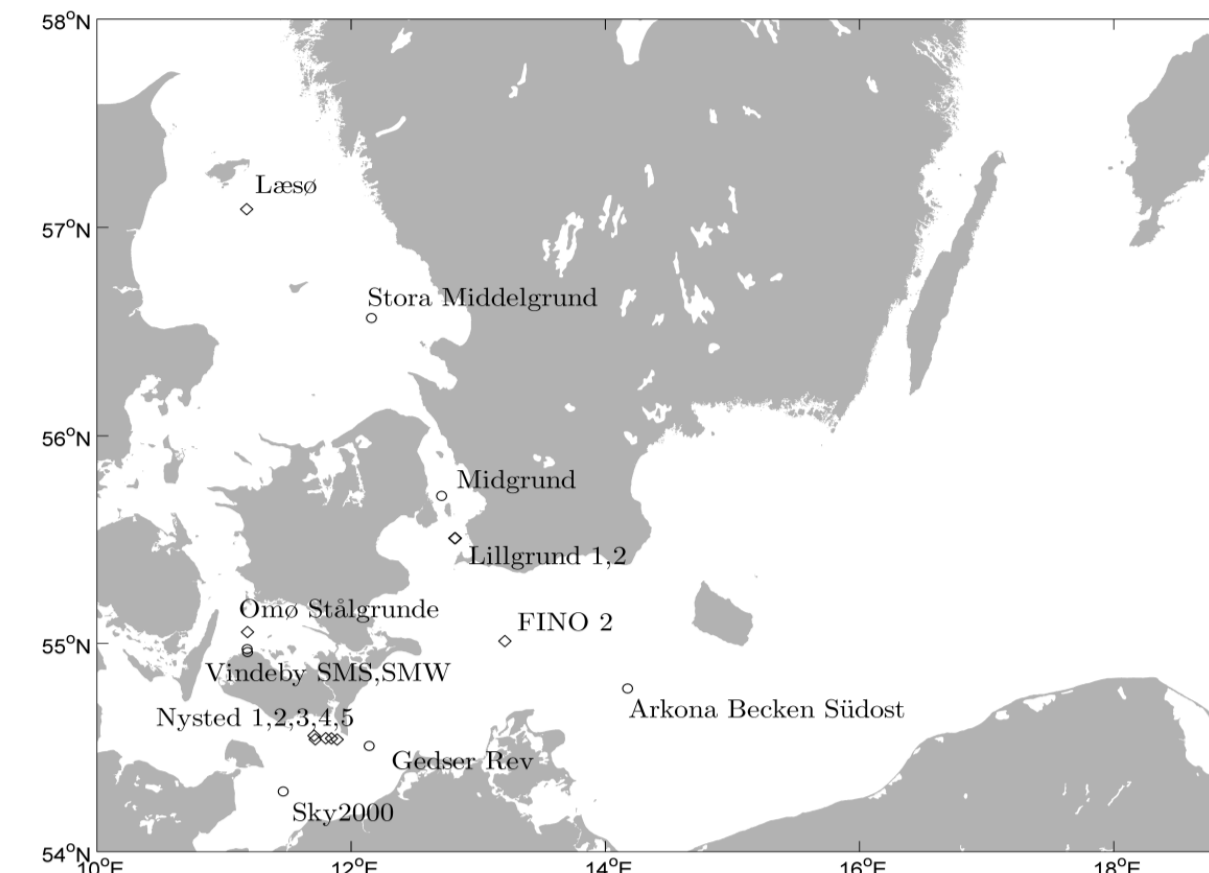 58°N
Læsø
57°N
Stora Middelgrund
56°N
Midgrund
Lillgrund 1,2
Omø Stålgrunde
FINO 2
55°N
Vindeby SMS,SMW
Arkona Becken Südost
Nysted 1,2,3,4,5
Gedser Rev
Sky2000
54°N
10°E 12°E 14°E 16°E 18°E